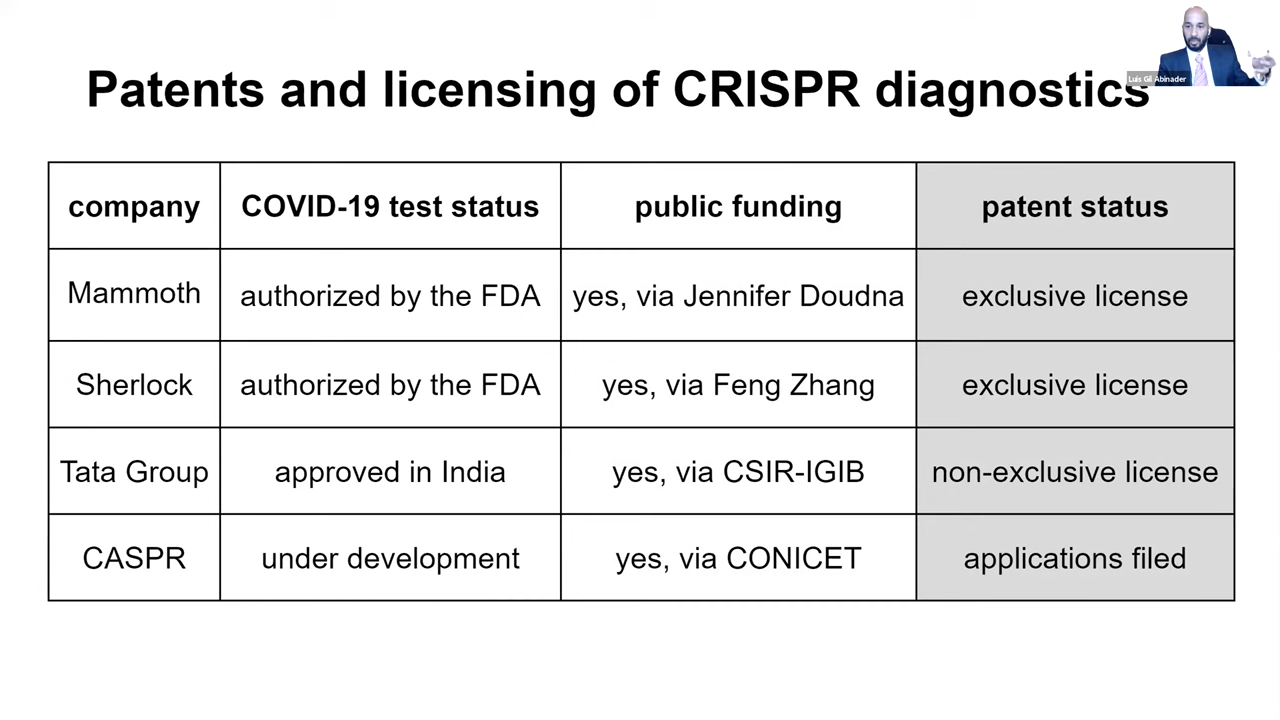 Patents and licensing of CRISPR diagnostics
Luis Gil Abinader
company COVID-19 test status public funding patent status
Mammoth authorized by the FDA yes, via Jennifer Doudna exclusive license
Sherlock authorized by the FDA yes, via Feng Zhang exclusive license
Tata Group approved in India yes, via CSIR-IGIB non-exclusive license
CASPR under development yes, via CONICET applications filed